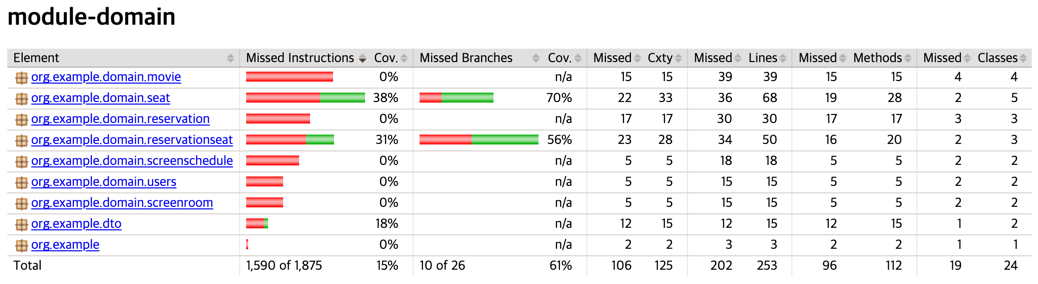 module-domain
Element Missed Instructions Cov. Missed Branches Cov. Missed Cxty Missed Lines Missed Methods Missed Classes
org.example.domain.movie 0% n/a 15 15 39 39 15 15 4 4
org.example.domain.seat 38% 70% 22 33 36 68 19 28 2 5
org.example.domain.reservation 0% n/a 17 17 30 30 17 17 3 3
org.example.domain.reservationseat 31% 56% 23 28 34 50 16 20 2 3
org.example.domain.screenschedule 0% n/a 5 5 18 18 5 5 2 2
org.example.domain.users 0% n/a 5 5 15 15 5 5 2 2
org.example.domain.screenroom 0% n/a 5 5 15 15 5 5 2 2
org.example.dto 18% n/a 12 15 12 15 12 15 1 2
org.example 0% n/a 2 2 3 3 2 2 1 1
Total 1,590 of 1,875 15% 10 of 26 61% 106 125 202 253 96 112 19 24